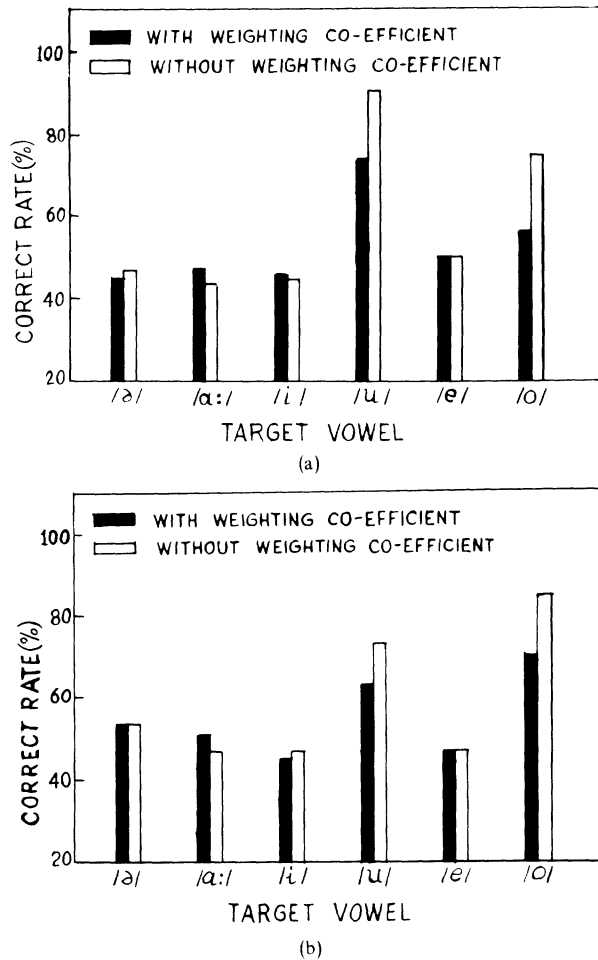 WITH WEIGHTING CO-EFFICIENT
WITHOUT WEIGHTING CO-EFFICIENT
100
80
60
40
20
CORRECT RATE(%)
/ə/ /ɑ:/ /i/ /u/ /e/ /o/
TARGET VOWEL
(a)
WITH WEIGHTING CO-EFFICIENT
WITHOUT WEIGHTING CO-EFFICIENT
100
80
60
40
20
CORRECT RATE(%)
/ə/ /ɑ:/ /i/ /u/ /e/ /o/
TARGET VOWEL
(b)